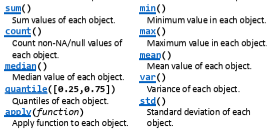 sum()
Sum values of each object.
count()
Count non-NA/null values of
each object.
median()
Median value of each object.
quantile([0.25,0.75])
Quantiles of each object.
apply(function)
Apply function to each object.
min()
Minimum value in each object.
max()
Maximum value in each object.
mean()
Mean value of each object.
var()
Variance of each object.
std()
Standard deviation of each
object.